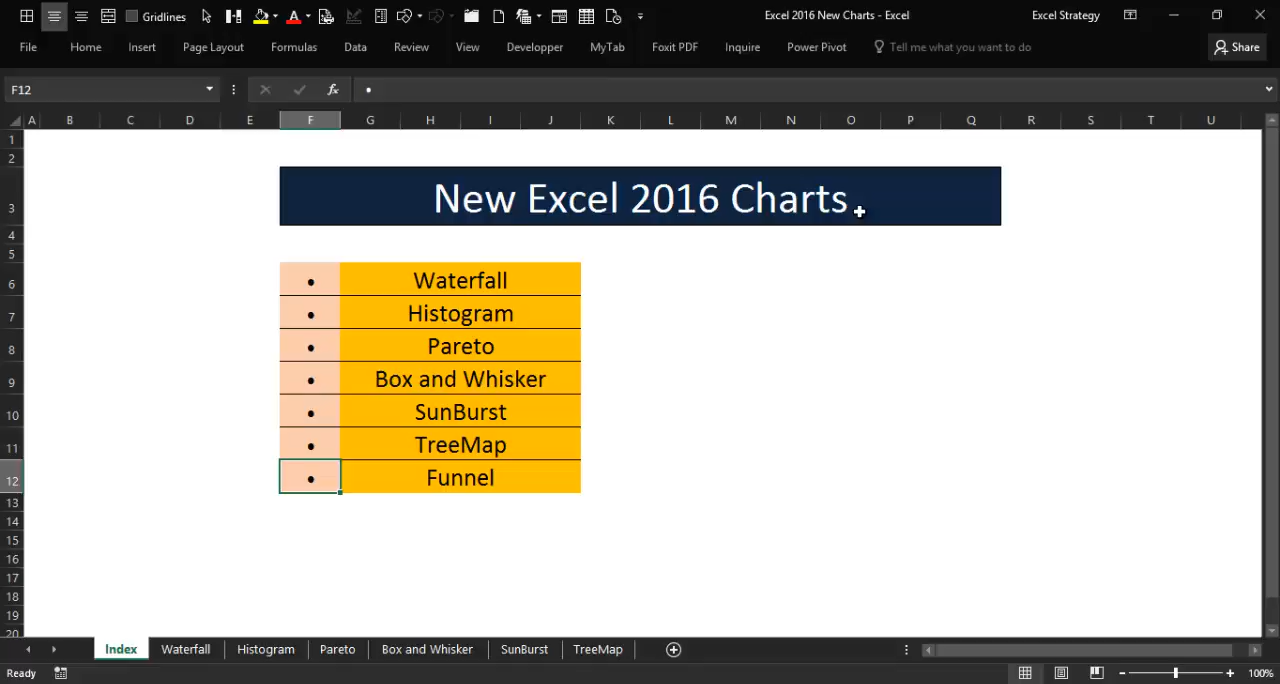 Gridlines
Excel 2016 New Charts - Excel
Excel Strategy
File Home Insert Page Layout Formulas Data Review View Developer MyTab Foxit PDF Inquire Power Pivot Tell me what you want to do Share
F12 fx •
A B C D E F G H I J K L M N O P Q R S T U
1
2
3 New Excel 2016 Charts
4
5
6 • Waterfall
7 • Histogram
8 • Pareto
9 • Box and Whisker
10 • SunBurst
11 • TreeMap
12 • Funnel
13
14
15
16
17
18
19
20
Index Waterfall Histogram Pareto Box and Whisker SunBurst TreeMap
Ready 100%